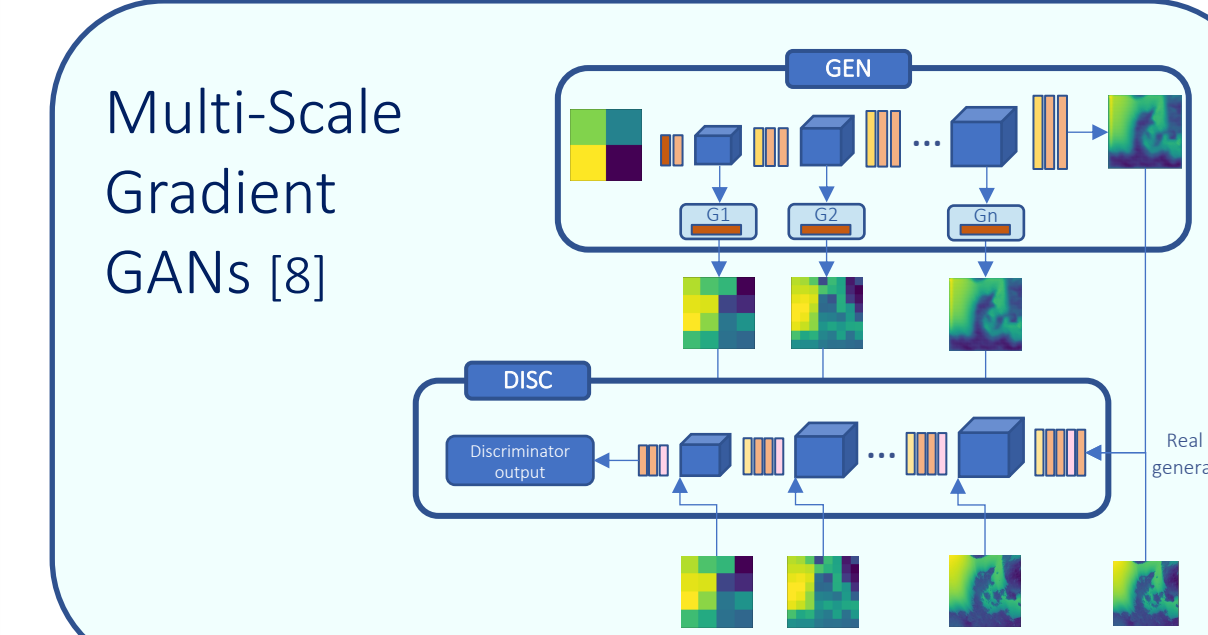 Multi-Scale
Gradient
GANs [8]
GEN
...
G1
G2
Gn
DISC
Discriminator
output
...
Real